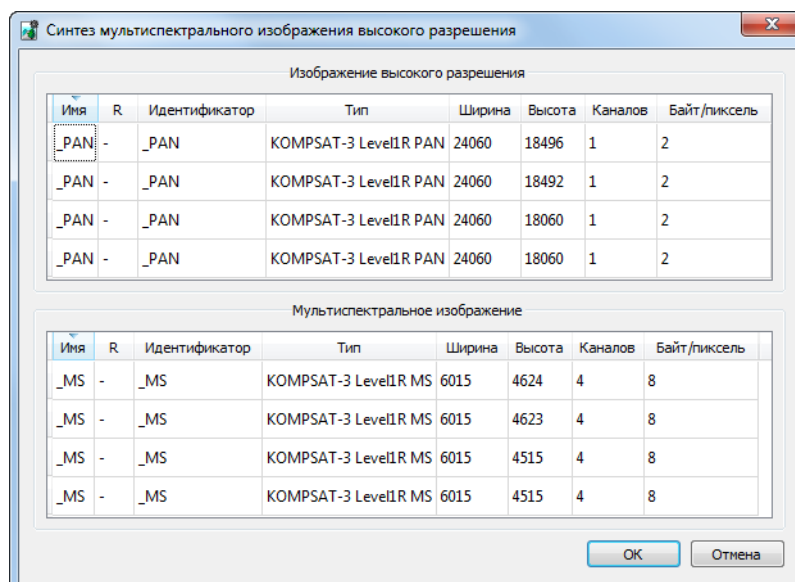 Синтез мультиспектрального изображения высокого разрешения
Изображение высокого разрешения
Имя R Идентификатор Тип Ширина Высота Каналов Байт/пиксель
_PAN - _PAN KOMPSAT-3 Level1R PAN 24060 18496 1 2
_PAN - _PAN KOMPSAT-3 Level1R PAN 24060 18492 1 2
_PAN - _PAN KOMPSAT-3 Level1R PAN 24060 18060 1 2
_PAN - _PAN KOMPSAT-3 Level1R PAN 24060 18060 1 2
Мультиспектральное изображение
Имя R Идентификатор Тип Ширина Высота Каналов Байт/пиксель
_MS - _MS KOMPSAT-3 Level1R MS 6015 4624 4 8
_MS - _MS KOMPSAT-3 Level1R MS 6015 4623 4 8
_MS - _MS KOMPSAT-3 Level1R MS 6015 4515 4 8
_MS - _MS KOMPSAT-3 Level1R MS 6015 4515 4 8
OK Отмена